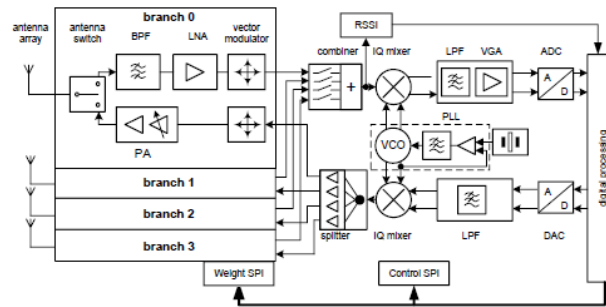 branch 0
RSSI
antenna array
antenna switch
BPF
LNA
vector modulator
combiner
IQ mixer
LPF
VGA
ADC
+
A
D
PLL
VCO
PA
branch 1
branch 2
branch 3
splitter
IQ mixer
LPF
A
D
DAC
digital processing
Weight SPI
Control SPI